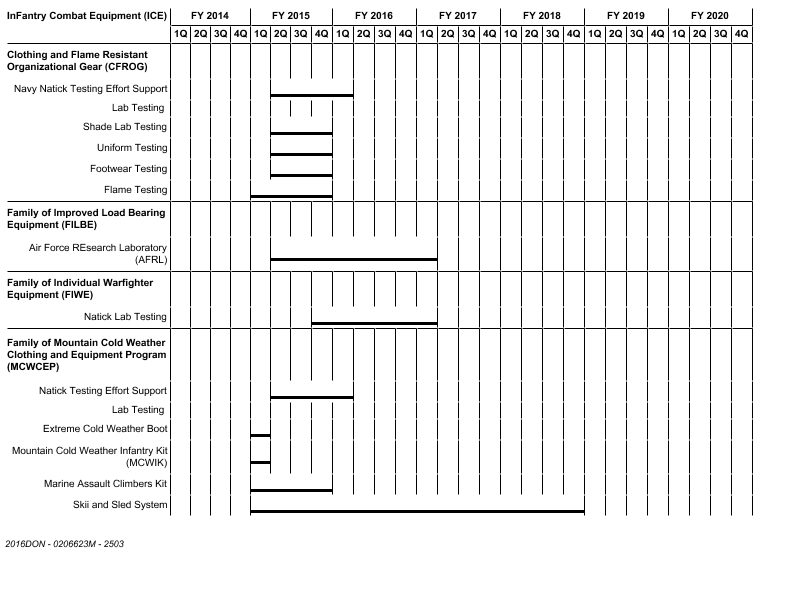 InFantry Combat Equipment (ICE) FY 2014 FY 2015 FY 2016 FY 2017 FY 2018 FY 2019 FY 2020
1Q 2Q 3Q 4Q 1Q 2Q 3Q 4Q 1Q 2Q 3Q 4Q 1Q 2Q 3Q 4Q 1Q 2Q 3Q 4Q 1Q 2Q 3Q 4Q 1Q 2Q 3Q 4Q
Clothing and Flame Resistant
Organizational Gear (CFROG)
Navy Natick Testing Effort Support
Lab Testing
Shade Lab Testing
Uniform Testing
Footwear Testing
Flame Testing
Family of Improved Load Bearing
Equipment (FILBE)
Air Force REsearch Laboratory
(AFRL)
Family of Individual Warfighter
Equipment (FIWE)
Natick Lab Testing
Family of Mountain Cold Weather
Clothing and Equipment Program
(MCWCEP)
Natick Testing Effort Support
Lab Testing
Extreme Cold Weather Boot
Mountain Cold Weather Infantry Kit
(MCWIK)
Marine Assault Climbers Kit
Skii and Sled System
2016DON - 0206623M - 2503